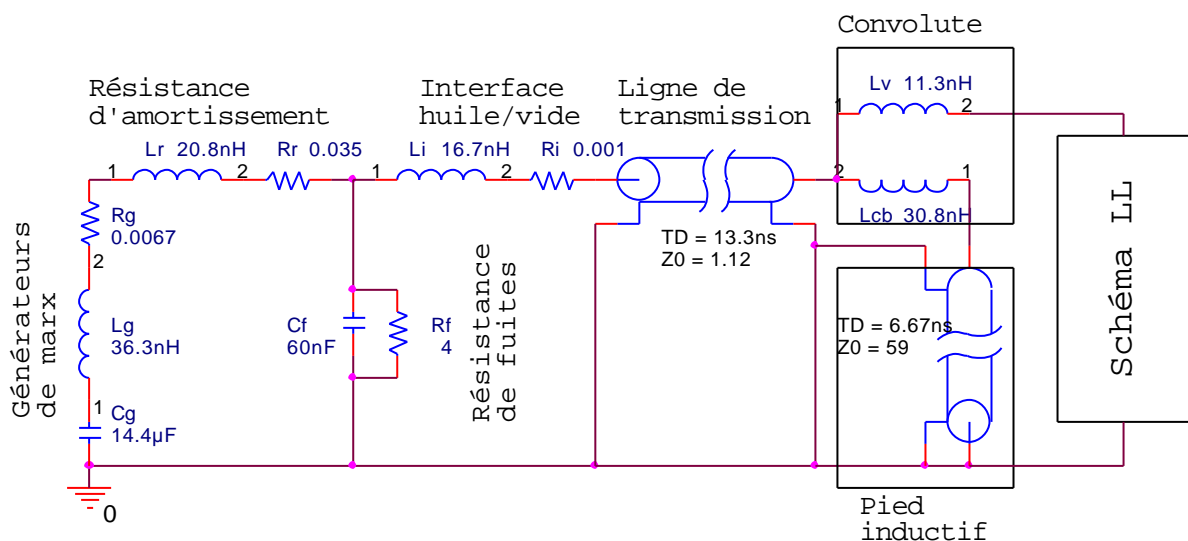 Convolute
Résistance
d'amortissement
Interface
huile/vide
Ligne de
transmission
Lv 11.3nH
1
2
Lr 20.8nH
Rr 0.035
Li 16.7nH
Ri 0.001
1
2
1
2
2
1
Lcb 30.8nH
Rg
0.0067
2
TD = 13.3ns
Z0 = 1.12
Générateurs
de marx
Lg
36.3nH
Cf
60nF
Rf
4
Résistance
de fuites
TD = 6.67ns
Z0 = 59
Schéma LL
1
Cg
14.4µF
0
Pied
inductif